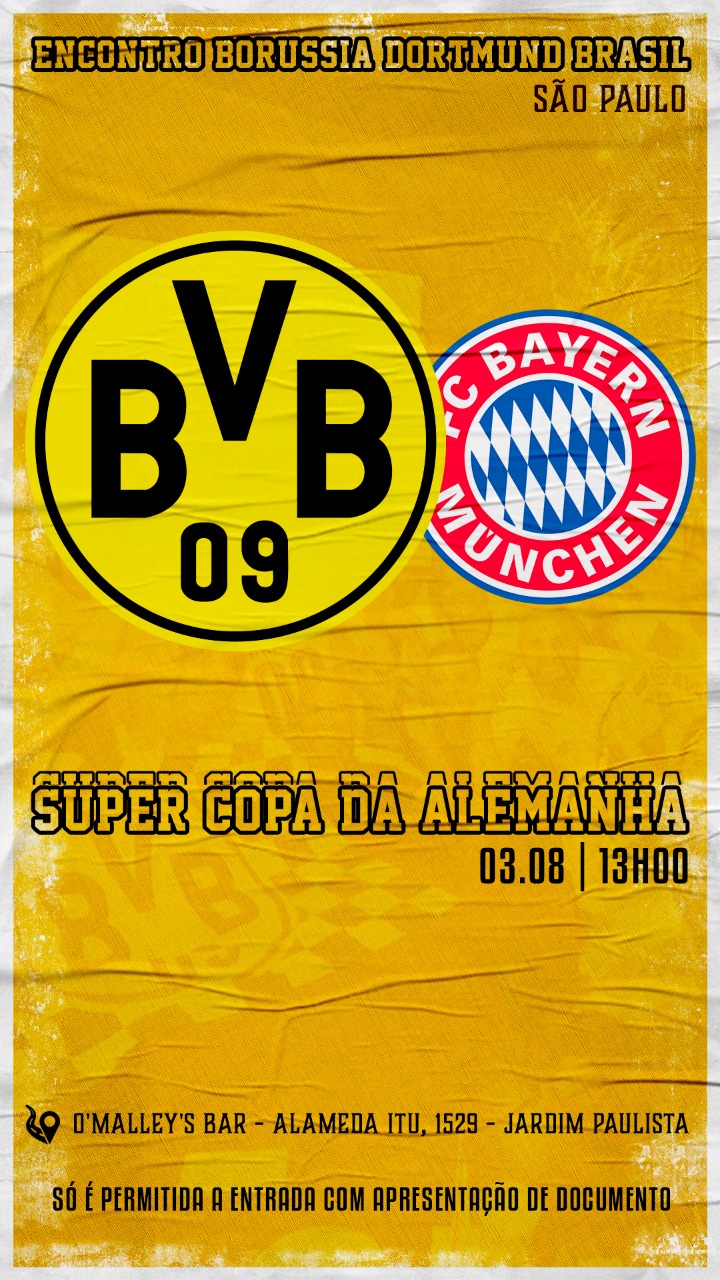 ENCONTRO BORUSSIA DORTMUND BRASIL
SÃO PAULO
BVB
09
FC BAYERN
MÜNCHEN
SUPER COPA DA ALEMANHA
03.08 | 13H00
O'MALLEY'S BAR - ALAMEDA ITU, 1529 - JARDIM PAULISTA
SÓ É PERMITIDA A ENTRADA COM APRESENTAÇÃO DE DOCUMENTO